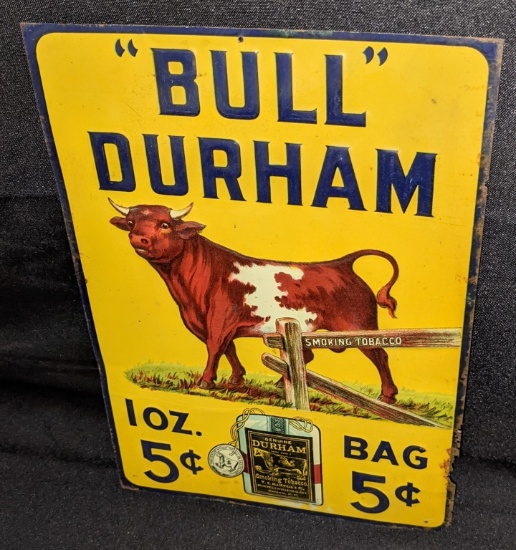 "BULL"
DURHAM
SMOKING TOBACCO
1 OZ.
5¢
GENUINE
DURHAM
Smoking Tobacco
BAG
5¢